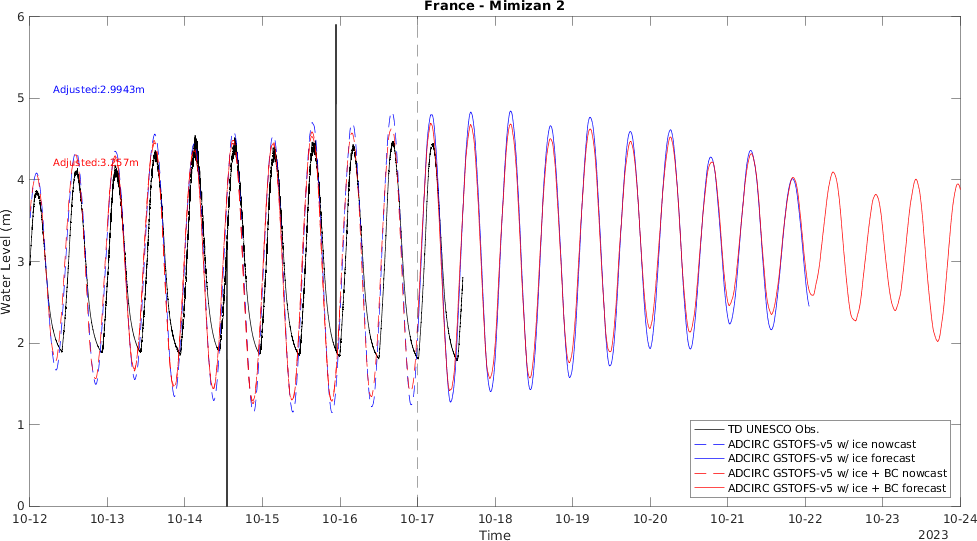 France - Mimizan 2
6
5
4
3
2
1
0
Water Level (m)
Adjusted:2.9943m
TD UNESCO Obs.
ADCIRC GSTOFS-v5 w/ ice nowcast
ADCIRC GSTOFS-v5 w/ ice forecast
ADCIRC GSTOFS-v5 w/ ice + BC nowcast
ADCIRC GSTOFS-v5 w/ ice + BC forecast
10-12 10-13 10-14 10-15 10-16 10-17 10-18 10-19 10-20 10-21 10-22 10-23 10-24
Time
2023